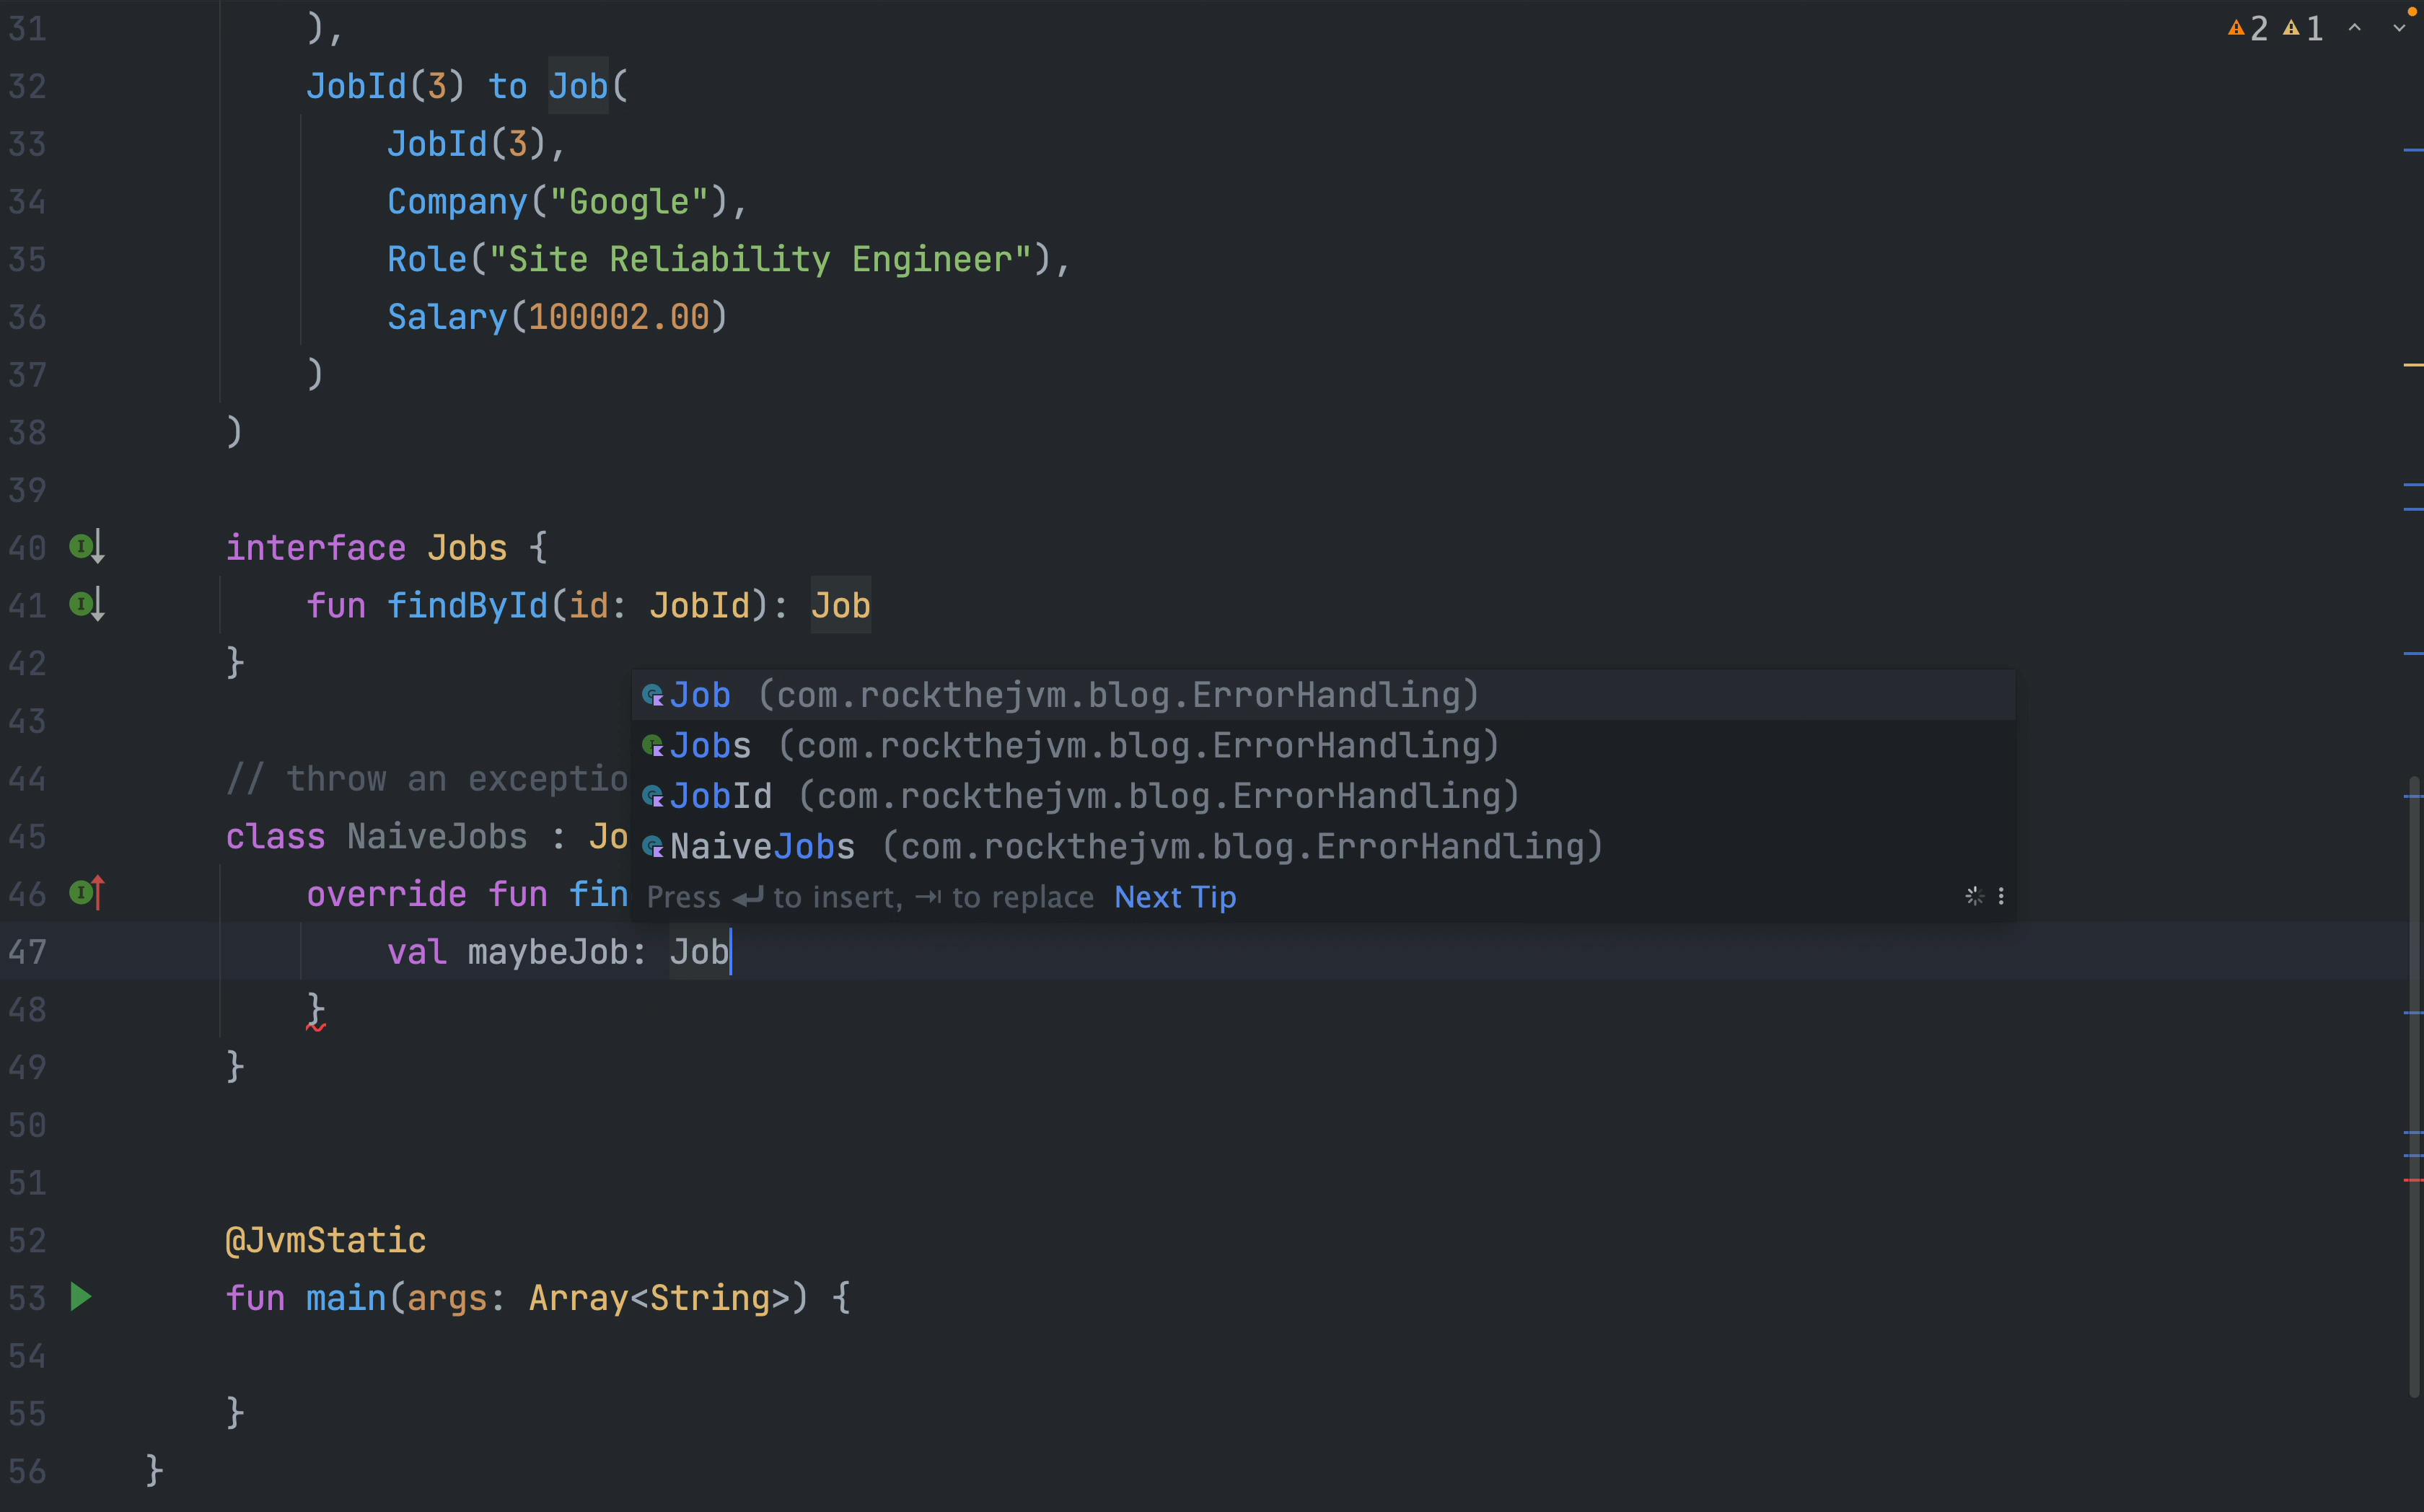 31 ),
32 JobId(3) to Job(
33 JobId(3),
34 Company("Google"),
35 Role("Site Reliability Engineer"),
36 Salary(100002.00)
37 )
38 )
39
40 interface Jobs {
41 fun findById(id: JobId): Job
42 }
43
44 // throw an exceptio
45 class NaiveJobs : Jo
46 override fun fin
47 val maybeJob: Job
48 }
49 }
50
51
52 @JvmStatic
53 fun main(args: Array<String>) {
54
55 }
56 }
2 1
Job (com.rockthejvm.blog.ErrorHandling)
Jobs (com.rockthejvm.blog.ErrorHandling)
JobId (com.rockthejvm.blog.ErrorHandling)
NaiveJobs (com.rockthejvm.blog.ErrorHandling)
Press ↵ to insert, →| to replace Next Tip